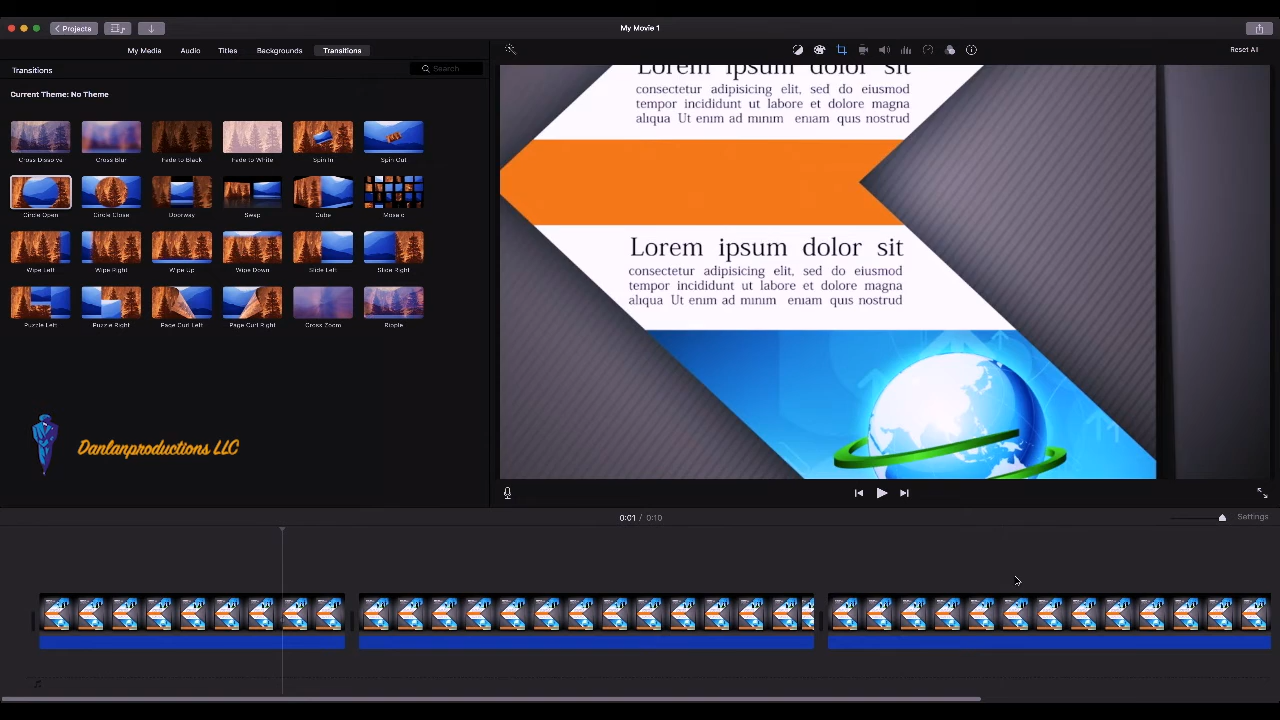 Projects
My Movie 1
My Media Audio Titles Backgrounds Transitions
Reset All
Transitions
Search
Current Theme: No Theme
Cross Dissolve Cross Blur Fade to Black Fade to White Spin In Spin Out
Circle Open Circle Close Doorway Swap Cube Mosaic
Wipe Left Wipe Right Wipe Up Wipe Down Slide Left Slide Right
Puzzle Left Puzzle Right Page Curl Left Page Curl Right Cross Zoom Ripple
Danlanproductions LLC
Lorem ipsum dolor sit
consectetur adipisicing elit, sed do eiusmod
tempor incididunt ut labore et dolore magna
aliqua Ut enim ad minim eniam quis nostrud
Lorem ipsum dolor sit
consectetur adipisicing elit, sed do eiusmod
tempor incididunt ut labore et dolore magna
aliqua Ut enim ad minim eniam quis nostrud
0:01 / 0:10
Settings